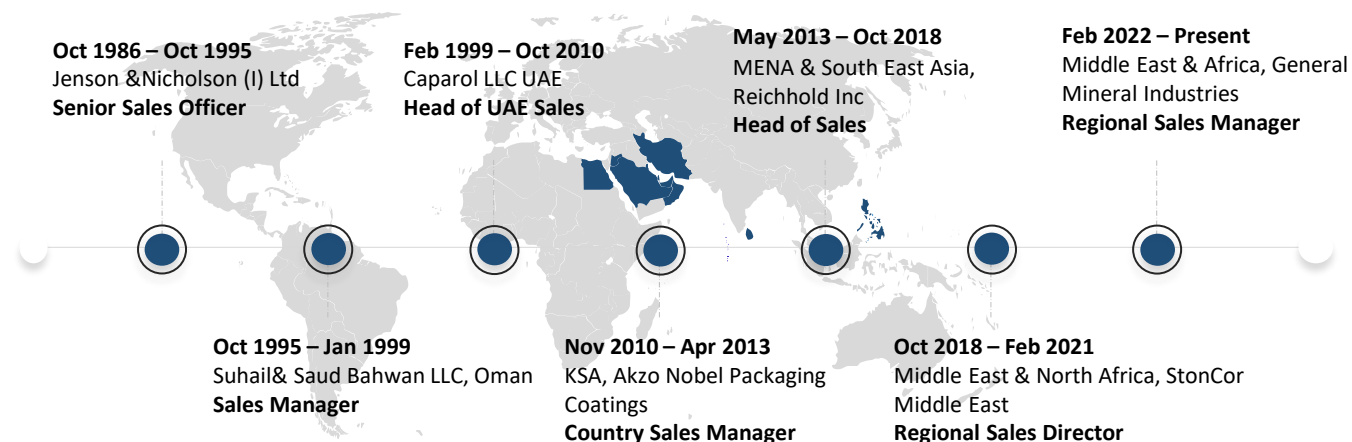 Oct 1986 – Oct 1995
Jenson &Nicholson (I) Ltd
Senior Sales Officer
Feb 1999 – Oct 2010
Caparol LLC UAE
Head of UAE Sales
May 2013 – Oct 2018
MENA & South East Asia,
Reichhold Inc
Head of Sales
Feb 2022 – Present
Middle East & Africa, General
Mineral Industries
Regional Sales Manager
Oct 1995 – Jan 1999
Suhail& Saud Bahwan LLC, Oman
Sales Manager
Nov 2010 – Apr 2013
KSA, Akzo Nobel Packaging
Coatings
Country Sales Manager
Oct 2018 – Feb 2021
Middle East & North Africa, StonCor
Middle East
Regional Sales Director